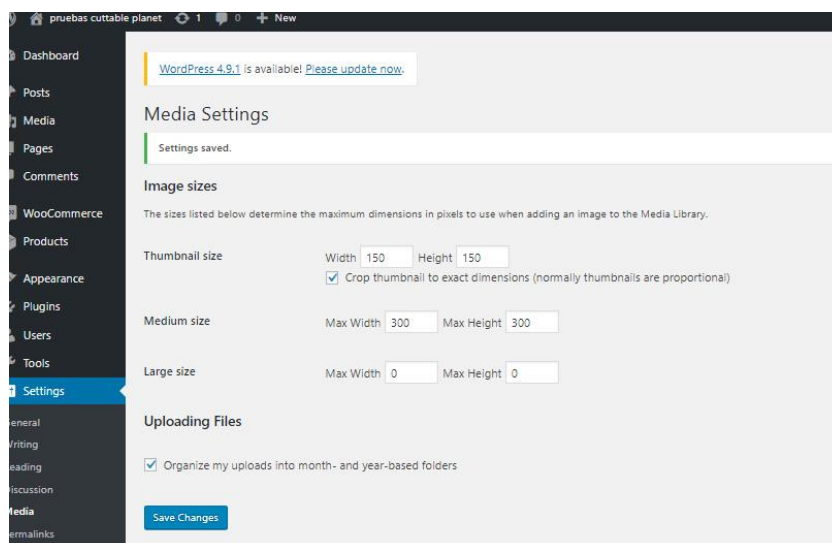 pruebas cuttable planet 1 0 New
Dashboard
Posts
Media
Pages
Comments
WooCommerce
Products
Appearance
Plugins
Users
Tools
Settings
General
Writing
Reading
Discussion
Media
Permalinks
WordPress 4.9.1 is available! Please update now.
Media Settings
Settings saved.
Image sizes
The sizes listed below determine the maximum dimensions in pixels to use when adding an image to the Media Library.
Thumbnail size Width 150 Height 150
Crop thumbnail to exact dimensions (normally thumbnails are proportional)
Medium size Max Width 300 Max Height 300
Large size Max Width 0 Max Height 0
Uploading Files
Organize my uploads into month- and year-based folders
Save Changes